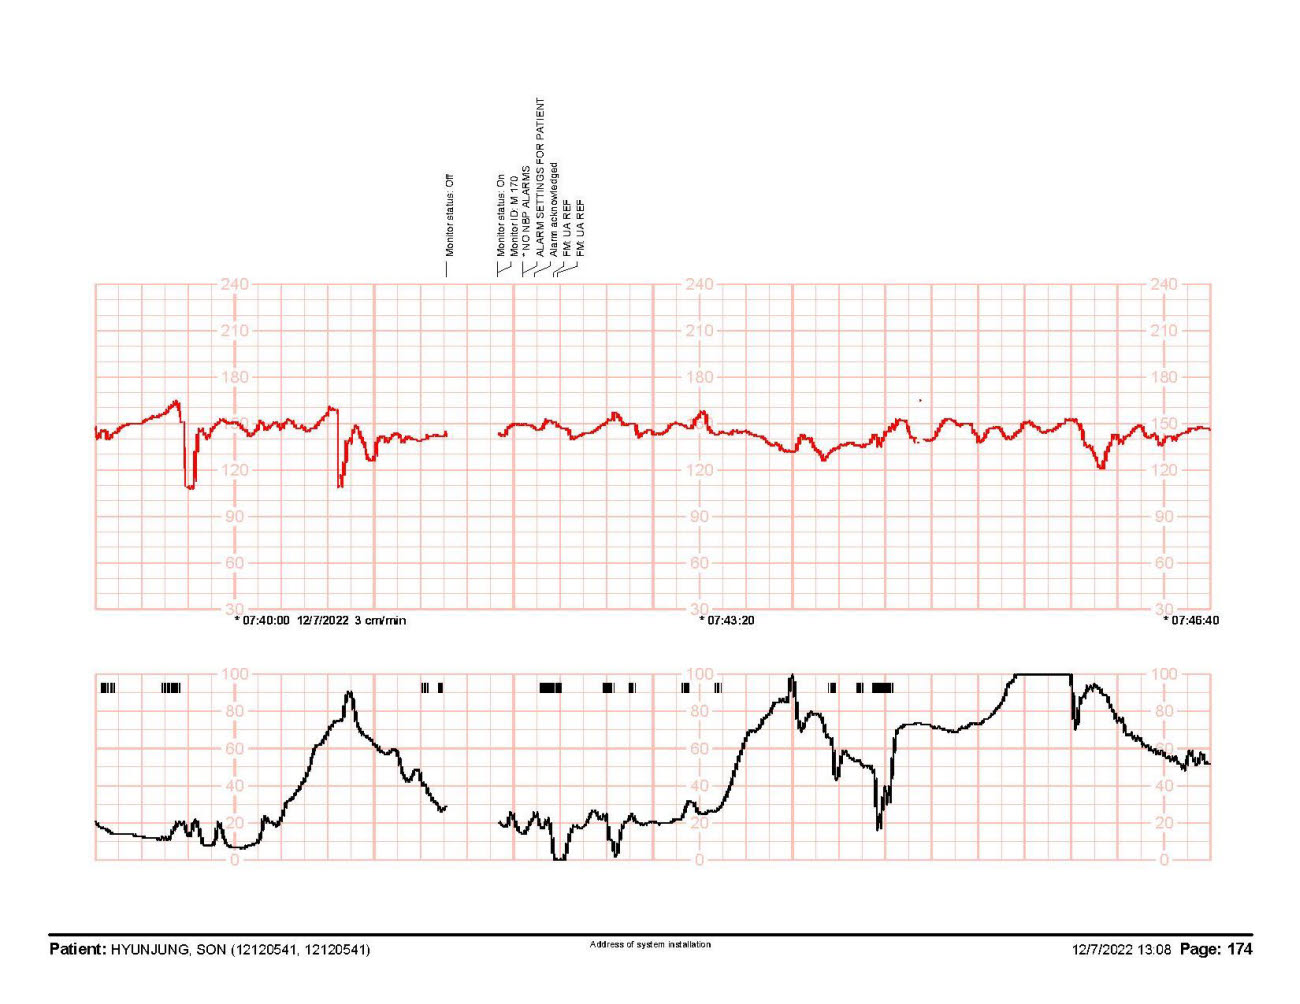 Monitor status: Off
Monitor status: On
Monitor ID: M 170
* NO NBP ALARMS
ALARM SETTINGS FOR PATIENT
Alarm acknowledged
FM: UA REF
FM: UA REF
240 240 240
210 210 210
180 180 180
150 150 150
120 120 120
90 90 90
60 60 60
30 30 30
* 07:40:00 12/7/2022 3 cm/min * 07:43:20 * 07:46:40
100 100 100
80 80 80
60 60 60
40 40 40
20 20 20
0 0 0
Patient: HYUNJUNG, SON (12120541, 12120541) Address of system installation 12/7/2022 13:08 Page: 174